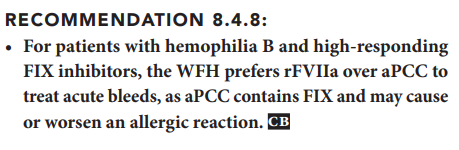 RECOMMENDATION 8.4.8:
• For patients with hemophilia B and high-responding
FIX inhibitors, the WFH prefers rFVIIa over aPCC to
treat acute bleeds, as aPCC contains FIX and may cause
or worsen an allergic reaction. CB